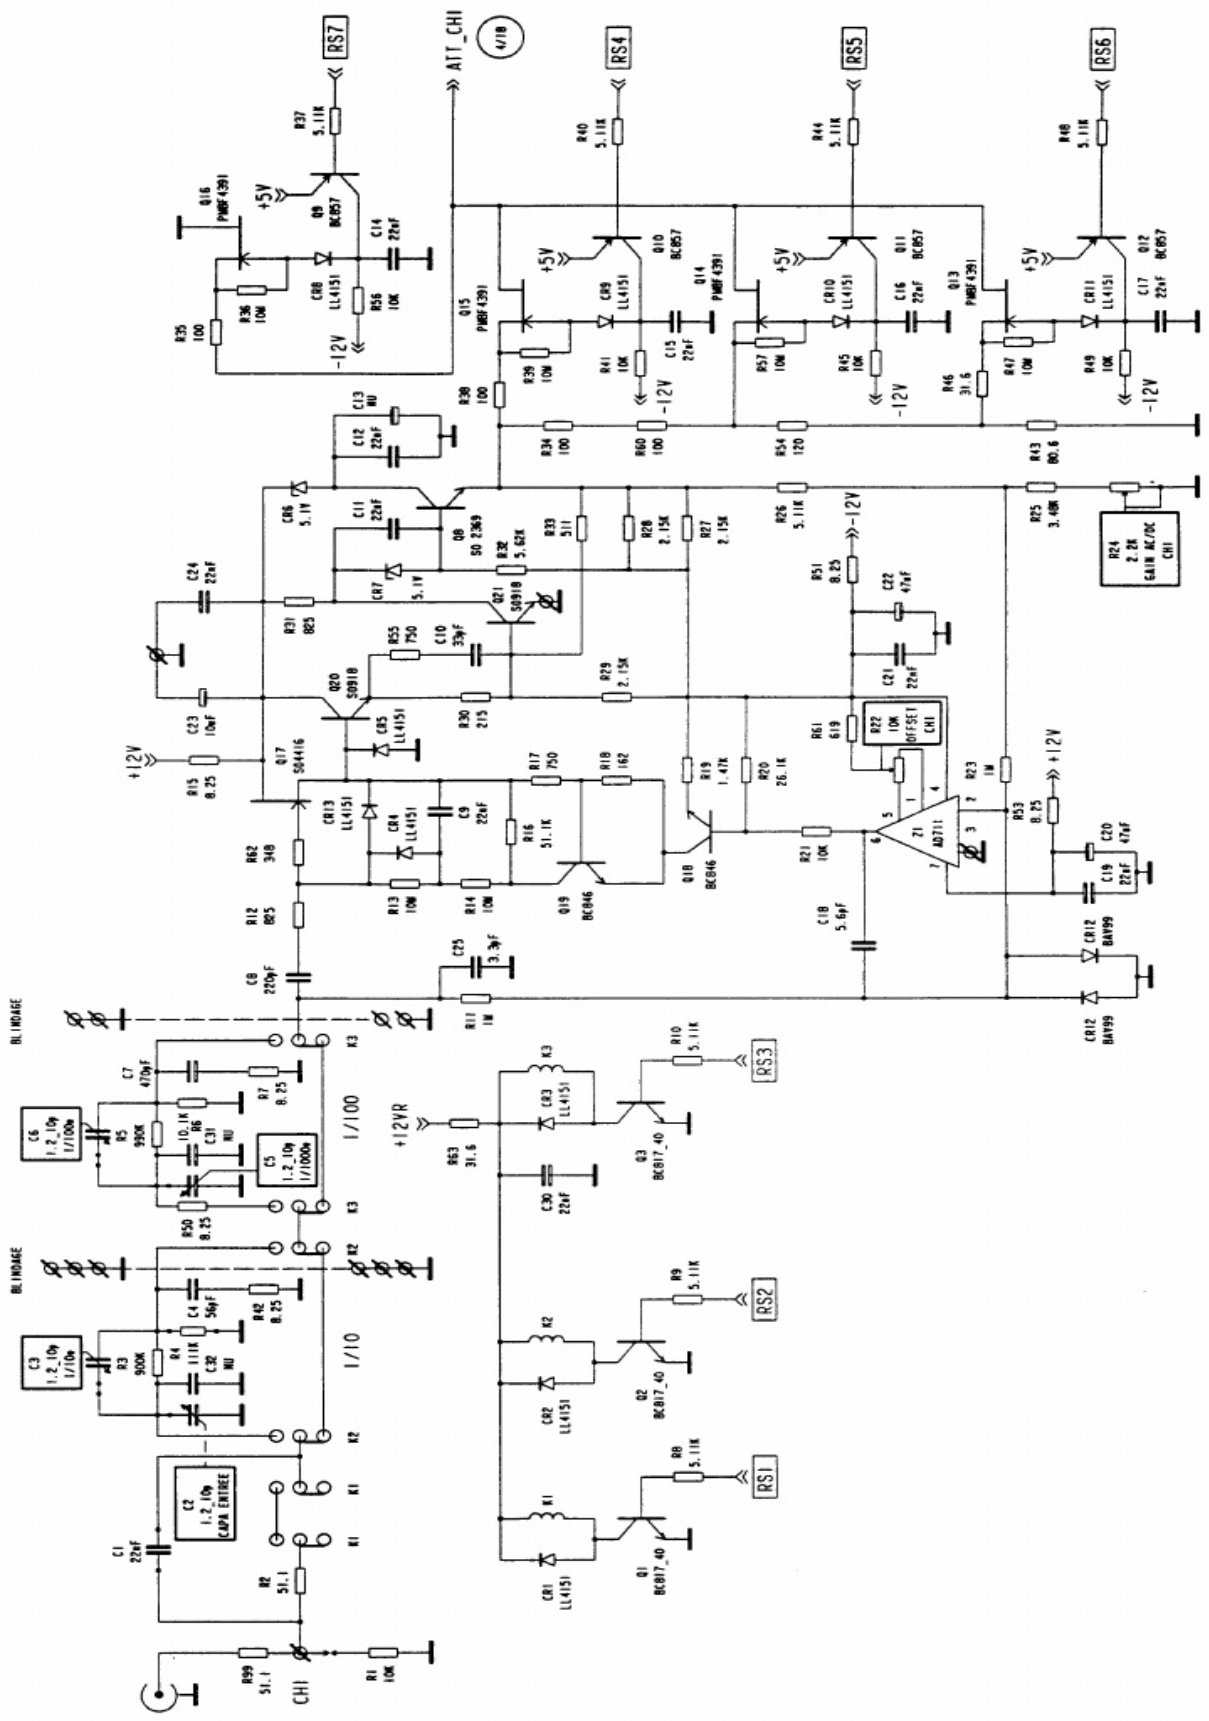 RS7
ATT_CH1
4/18
RS4
RS5
RS6
R37
5.11K
R40
5.11K
R44
5.11K
R48
5.11K
Q16
PMBF4391
+5V
Q9
BC857
C14
22nF
R36
10M
CR8
LL4151
R56
10K
R35
100
-12V
Q15
PMBF4391
+5V
Q10
BC857
CR9
LL4151
R39
10M
R41
10K
C15
22nF
R38
100
-12V
Q14
PMBF4391
+5V
Q11
BC857
CR10
LL4151
C16
22nF
R57
10M
R45
10K
-12V
Q13
PMBF4391
+5V
Q12
BC857
CR11
LL4151
C17
22nF
R47
10M
R46
31.6
R49
10K
-12V
R34
100
R60
100
R54
120
R43
80.6
C13
NU
C12
22nF
CR6
5.1V
C11
22nF
Q8
SO 2369
R33
511
R28
2.15K
R27
2.15K
R26
5.11K
R25
3.48K
R24
2.2K
GAIN AC/DC
CH1
C24
22nF
R31
825
CR7
5.1V
R32
5.62K
Q21
SO918
R55
750
C10
33pF
R51
8.25
-12V
C22
47uF
C21
22nF
C23
10uF
Q20
SO918
CR5
LL4151
R30
215
R29
2.15K
R61
619
R22
10K
OFFSET
CH1
+12V
R15
8.25
Q17
SO4416
CR13
LL4151
CR4
LL4151
C9
22nF
R17
750
R18
162
R16
51.1K
R19
1.47K
R20
26.1K
R23
1M
+12V
R53
8.25
R62
348
R12
825
R13
10M
R14
10M
Q19
BC846
Q18
BC846
R21
10K
Z1
AD711
5
1
4
6
2
3
7
C20
47uF
C19
22nF
C18
5.6pF
CR12
BAV99
CR12
BAV99
C8
220pF
C25
3.3pF
R11
1M
BLINDAGE
K3
C7
470pF
R7
8.25
C6
1.2_10p
1/100e
R5
990K
10.1K
R6
C31
NU
C5
1.2_10p
1/1000e
1/100
R50
8.25
K3
K2
BLINDAGE
C4
56pF
R42
8.25
C3
1.2_10p
1/10e
R3
900K
R4
111K
C32
NU
1/10
K2
C2
1.2_10p
CAPA ENTREE
K1
K1
C1
22nF
R2
51.1
R99
51.1
CH1
R1
10K
+12VR
R63
31.6
K3
CR3
LL4151
C30
22nF
Q3
BC817_40
R10
5.11K
RS3
K2
CR2
LL4151
Q2
BC817_40
R9
5.11K
RS2
K1
CR1
LL4151
Q1
BC817_40
R8
5.11K
RS1